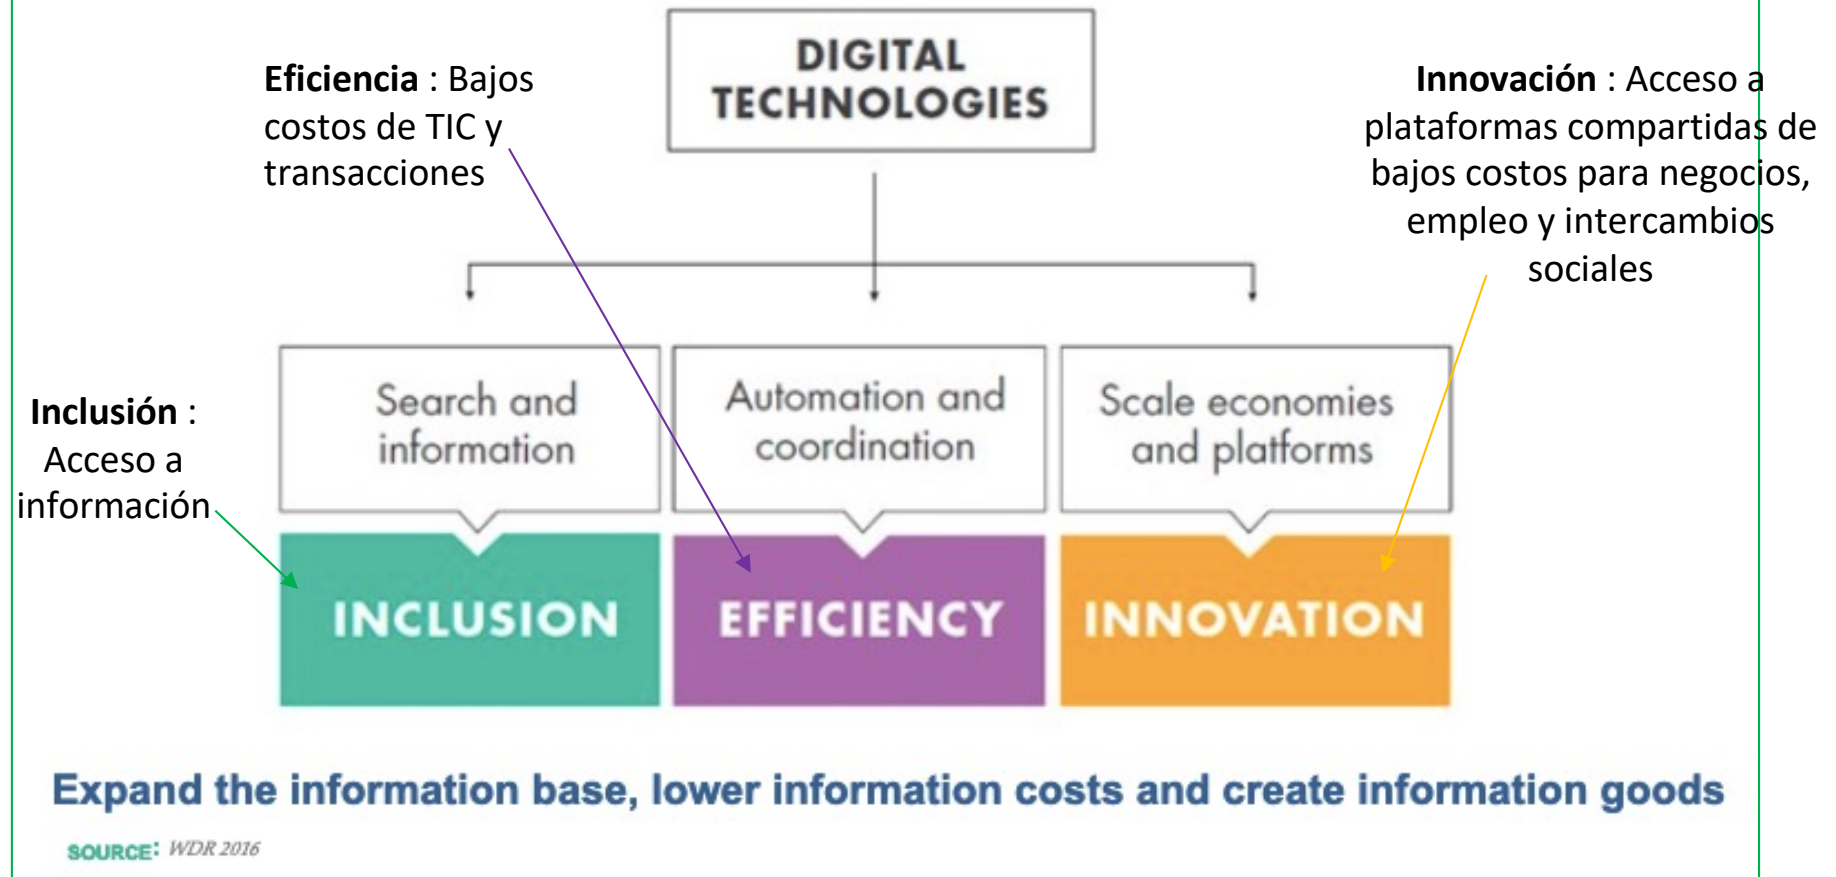 DIGITAL
TECHNOLOGIES
Eficiencia : Bajos
costos de TIC y
transacciones
Innovación : Acceso a
plataformas compartidas de
bajos costos para negocios,
empleo y intercambios
sociales
Inclusión :
Acceso a
información
Search and
information
Automation and
coordination
Scale economies
and platforms
INCLUSION
EFFICIENCY
INNOVATION
Expand the information base, lower information costs and create information goods
SOURCE: WDR 2016